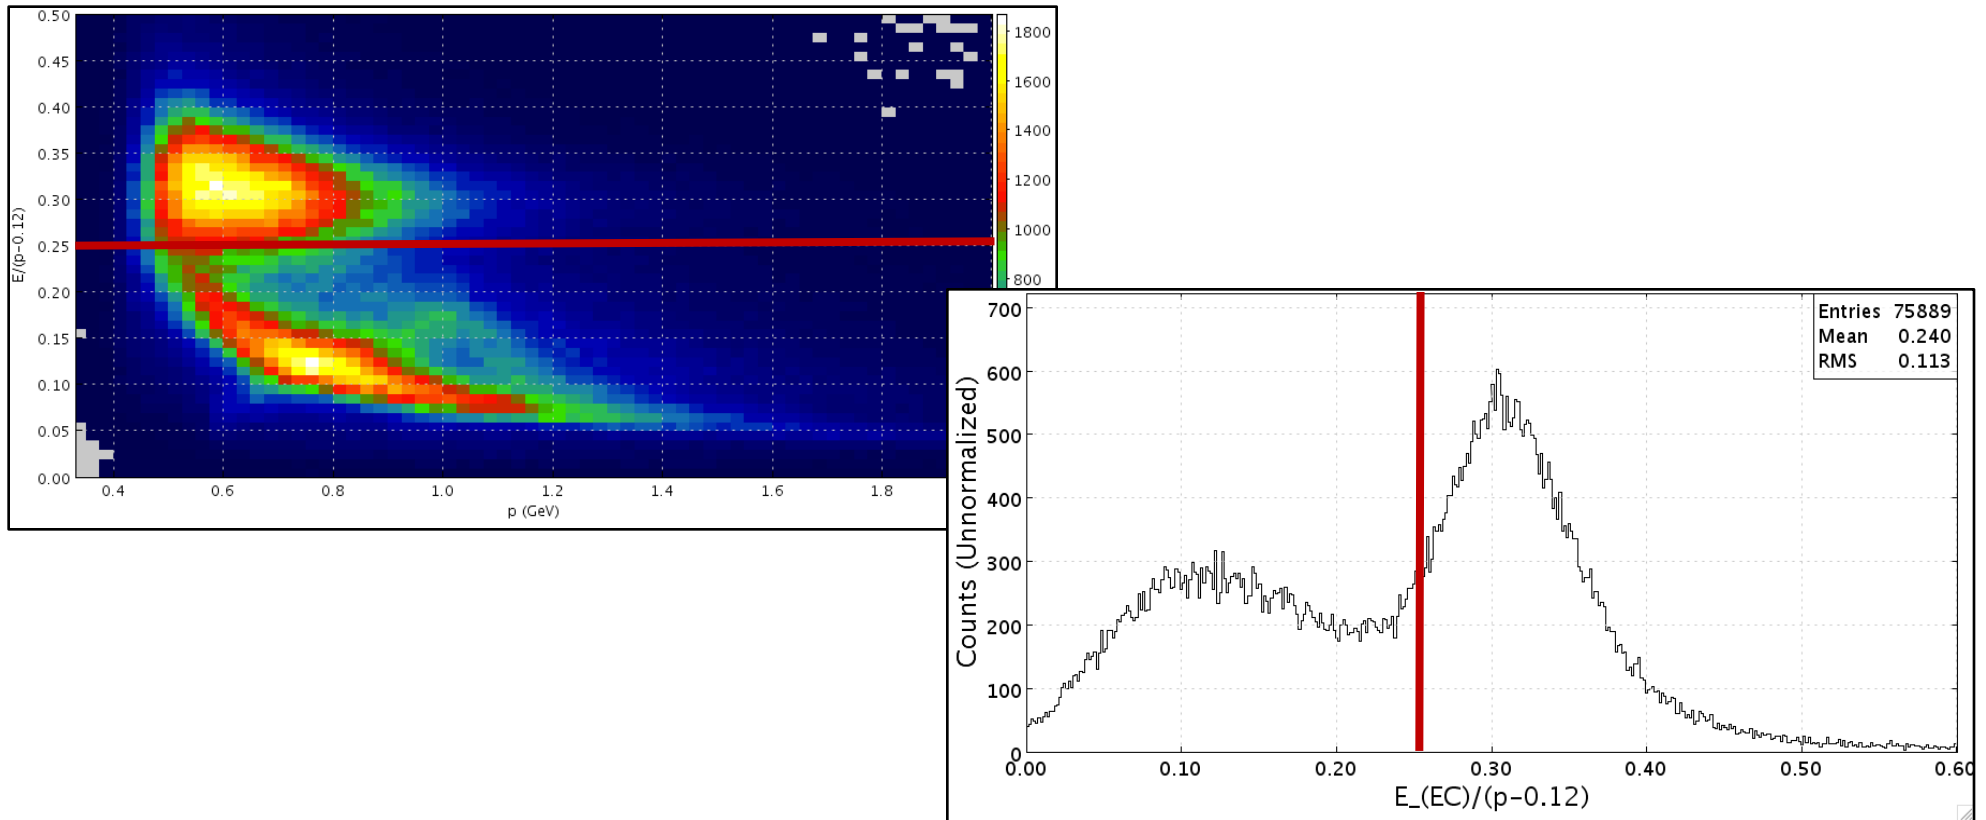 0.50
0.45
0.40
0.35
0.30
0.25
0.20
0.15
0.10
0.05
0.00
E/(p-0.12)
0.4 0.6 0.8 1.0 1.2 1.4 1.6 1.8
p (GeV)
1800
1600
1400
1200
1000
800
700
600
500
400
300
200
100
0
Counts (Unnormalized)
Entries 75889
Mean 0.240
RMS 0.113
0.00 0.10 0.20 0.30 0.40 0.50 0.60
E_(EC)/(p-0.12)